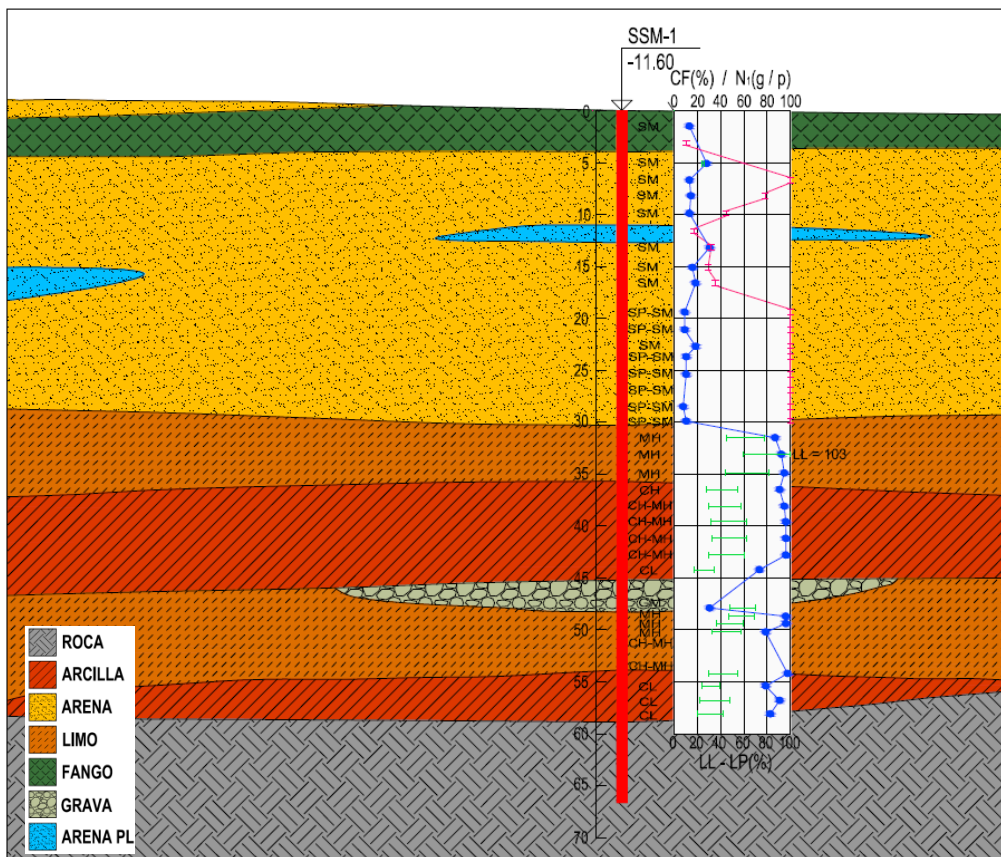 SSM-1
-11.60
CF(%) / N₁(g / p)
0 20 40 60 80 100
0
SM
SM
5
SM
SM
SM
10
SM
SM
15
SM
SP-SM
20
SP-SM
SM
SP-SM
SP-SM
25
SP-SM
SP-SM
SP-SM
30
MH
MH
LL = 103
MH
35
CH
CH-MH
CH-MH
40
CH-MH
CH-MH
CL
45
MH
MH
MH
50
CH-MH
CH-MH
CL
55
CL
CL
60
0 20 40 60 80 100
LL - LP(%)
65
70
ROCA
ARCILLA
ARENA
LIMO
FANGO
GRAVA
ARENA PL